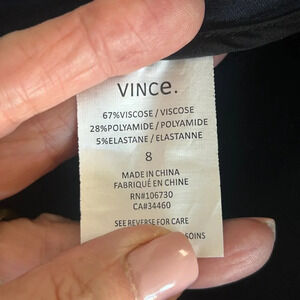 VINCe.
67%VISCOSE / VISCOSE
28%POLYAMIDE / POLYAMIDE
5%ELASTANE / ELASTANNE
8
MADE IN CHINA
FABRIQUÉ EN CHINE
RN#106730
CA#34460
SEE REVERSE FOR CARE
SOINS